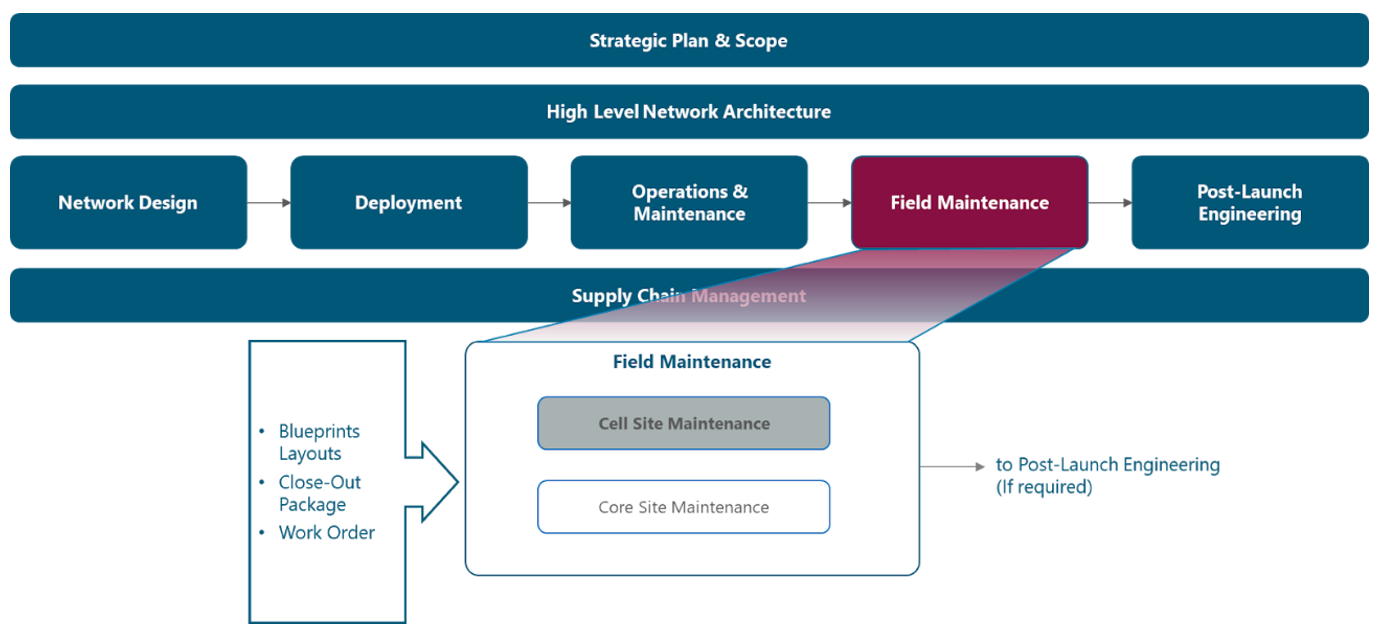 Strategic Plan & Scope
High Level Network Architecture
Network Design
Deployment
Operations &
Maintenance
Field Maintenance
Post-Launch
Engineering
Supply Chain Management
• Blueprints
Layouts
• Close-Out
Package
• Work Order
Field Maintenance
Cell Site Maintenance
Core Site Maintenance
to Post-Launch Engineering
(If required)